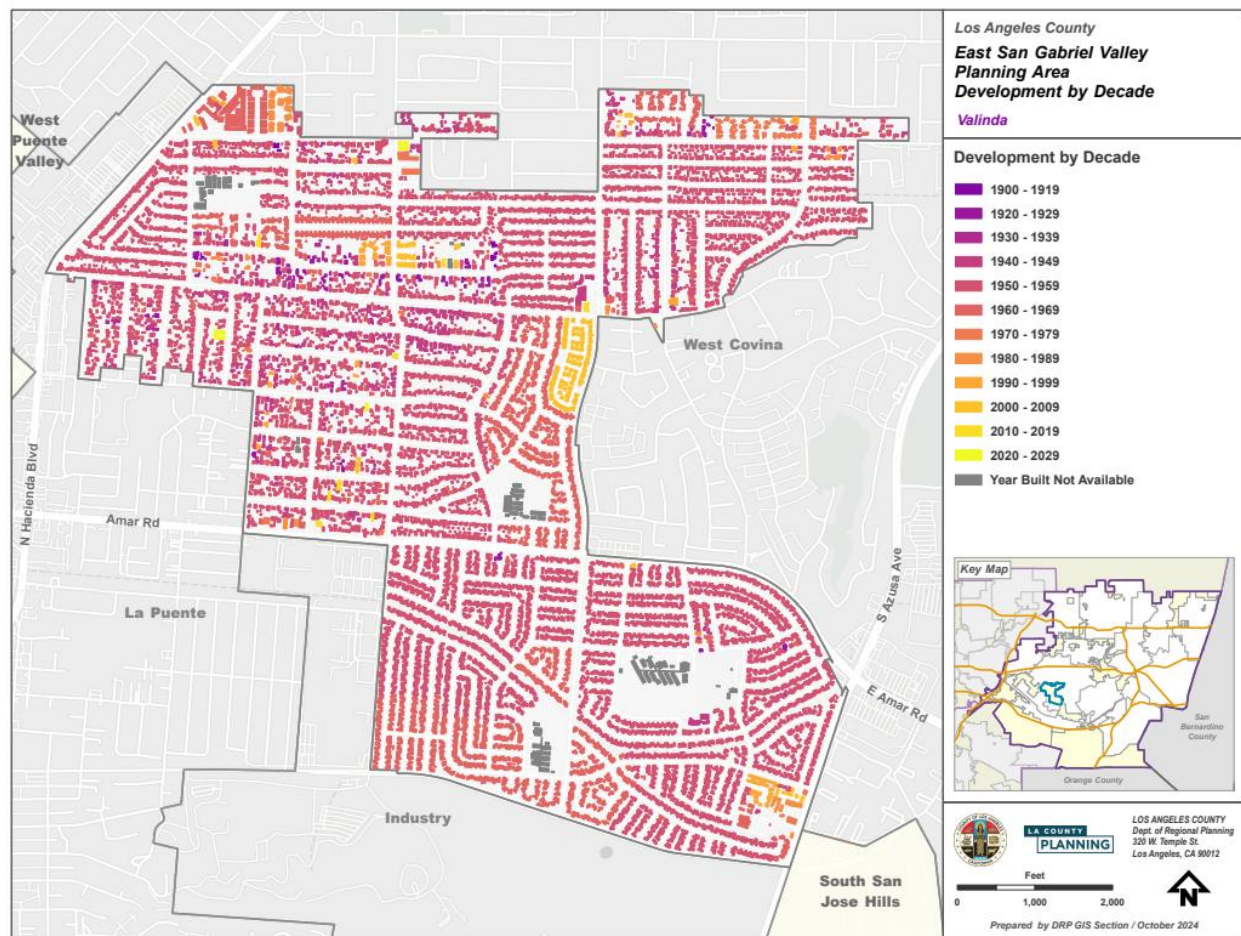 Los Angeles County
East San Gabriel Valley
Planning Area
Development by Decade
Valinda
Development by Decade
1900 - 1919
1920 - 1929
1930 - 1939
1940 - 1949
1950 - 1959
1960 - 1969
1970 - 1979
1980 - 1989
1990 - 1999
2000 - 2009
2010 - 2019
2020 - 2029
Year Built Not Available
West
Puente
Valley
West Covina
N Hacienda Blvd
Amar Rd
La Puente
S Azusa Ave
E Amar Rd
Industry
South San
Jose Hills
Key Map
San
Bernardino
County
Orange County
LA COUNTY
PLANNING
LOS ANGELES COUNTY
Dept. of Regional Planning
320 W. Temple St.
Los Angeles, CA 90012
Feet
0 1,000 2,000
N
Prepared by DRP GIS Section / October 2024